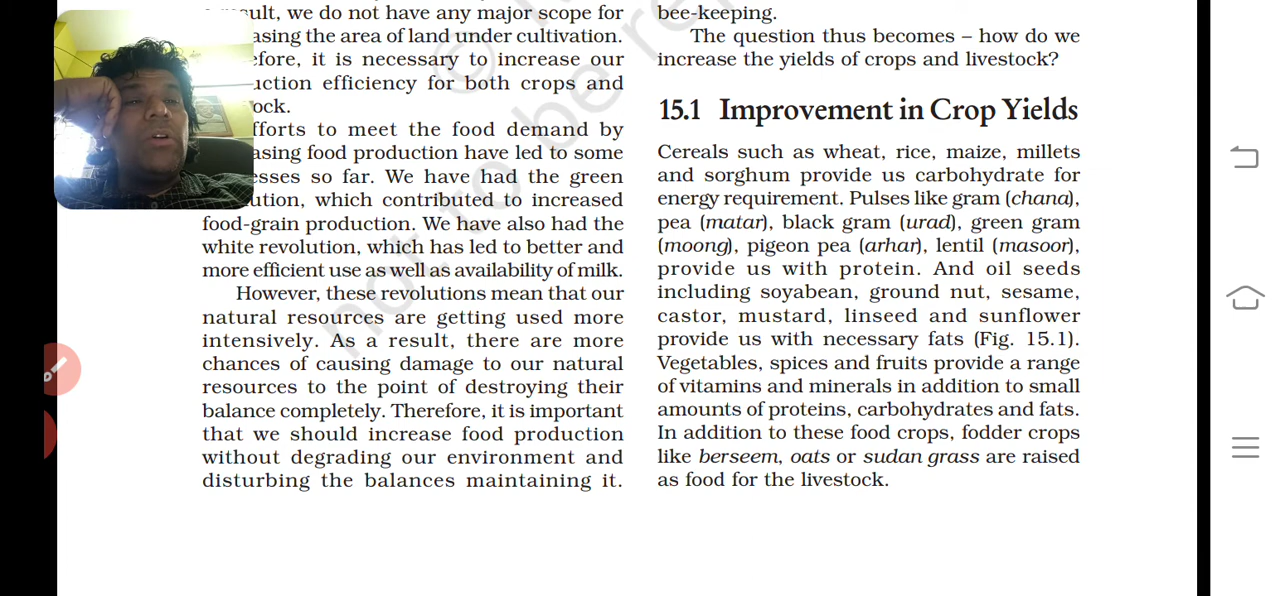 sult, we do not have any major scope for
asing the area of land under cultivation.
efore, it is necessary to increase our
uction efficiency for both crops and
ock.
fforts to meet the food demand by
asing food production have led to some
esses so far. We have had the green
ution, which contributed to increased
food-grain production. We have also had the
white revolution, which has led to better and
more efficient use as well as availability of milk.
However, these revolutions mean that our
natural resources are getting used more
intensively. As a result, there are more
chances of causing damage to our natural
resources to the point of destroying their
balance completely. Therefore, it is important
that we should increase food production
without degrading our environment and
disturbing the balances maintaining it.
bee-keeping.
The question thus becomes – how do we
increase the yields of crops and livestock?
15.1 Improvement in Crop Yields
Cereals such as wheat, rice, maize, millets
and sorghum provide us carbohydrate for
energy requirement. Pulses like gram (chana),
pea (matar), black gram (urad), green gram
(moong), pigeon pea (arhar), lentil (masoor),
provide us with protein. And oil seeds
including soyabean, ground nut, sesame,
castor, mustard, linseed and sunflower
provide us with necessary fats (Fig. 15.1).
Vegetables, spices and fruits provide a range
of vitamins and minerals in addition to small
amounts of proteins, carbohydrates and fats.
In addition to these food crops, fodder crops
like berseem, oats or sudan grass are raised
as food for the livestock.
not to be re
©